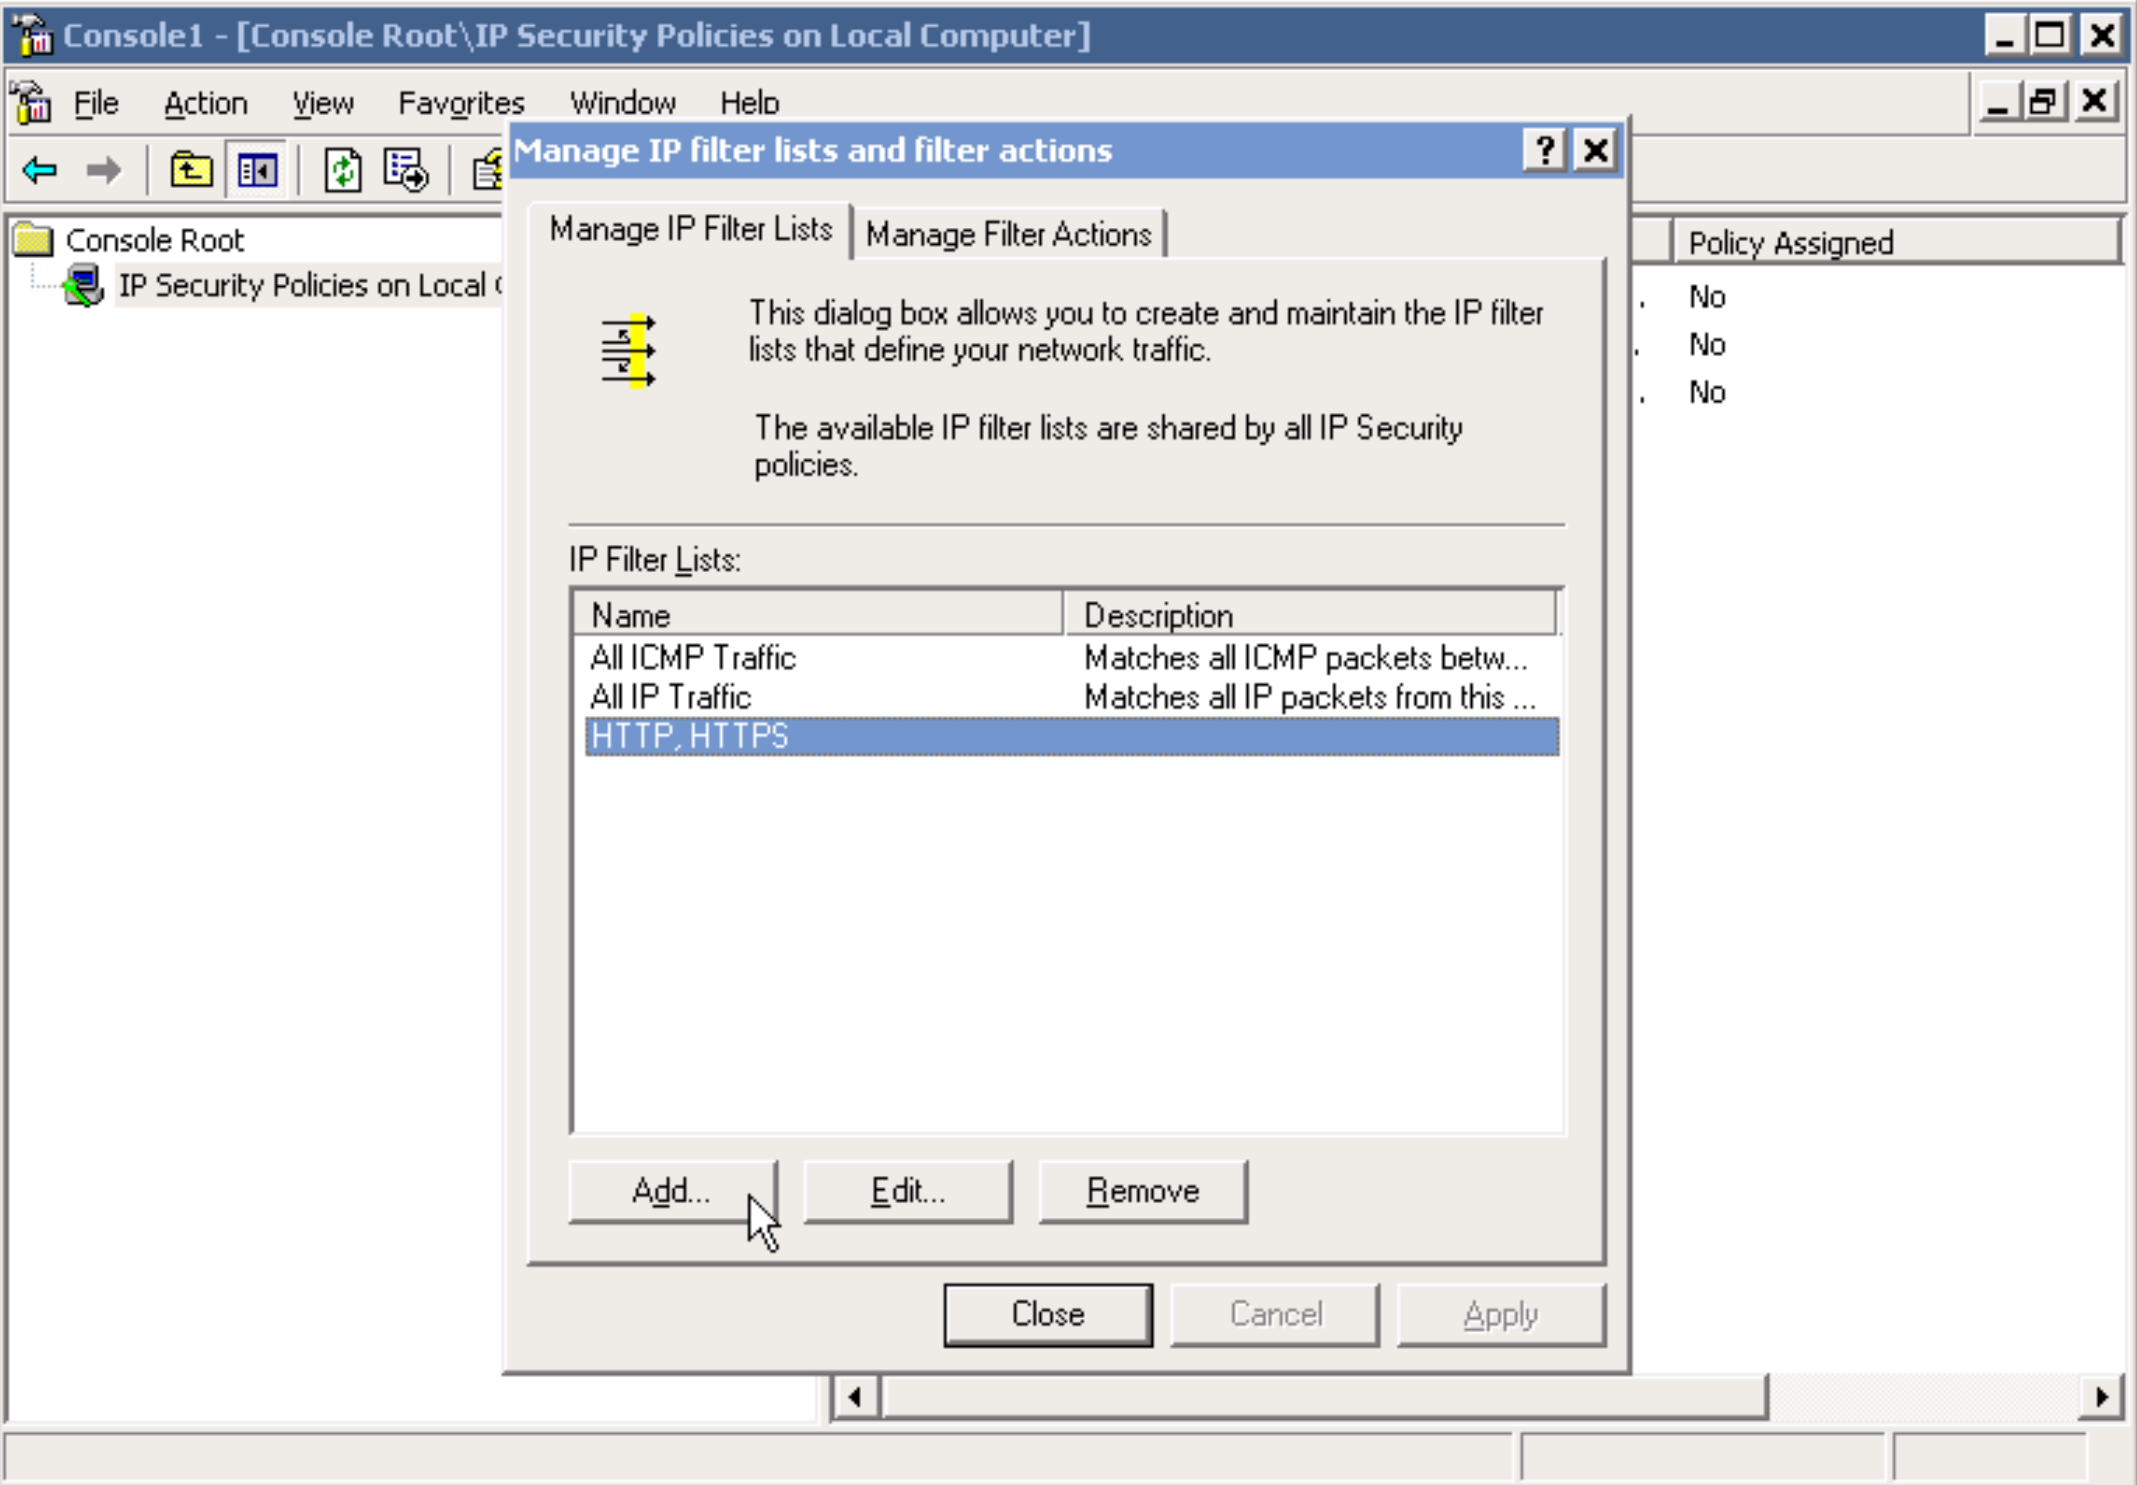 Console1 - [Console Root\IP Security Policies on Local Computer]
File Action View Favorites Window Help
Manage IP filter lists and filter actions
Manage IP Filter Lists Manage Filter Actions
Console Root
IP Security Policies on Local
Policy Assigned
. No
. No
. No
This dialog box allows you to create and maintain the IP filter
lists that define your network traffic.
The available IP filter lists are shared by all IP Security
policies.
IP Filter Lists:
Name Description
All ICMP Traffic Matches all ICMP packets betw...
All IP Traffic Matches all IP packets from this ...
HTTP, HTTPS
Add... Edit... Remove
Close Cancel Apply